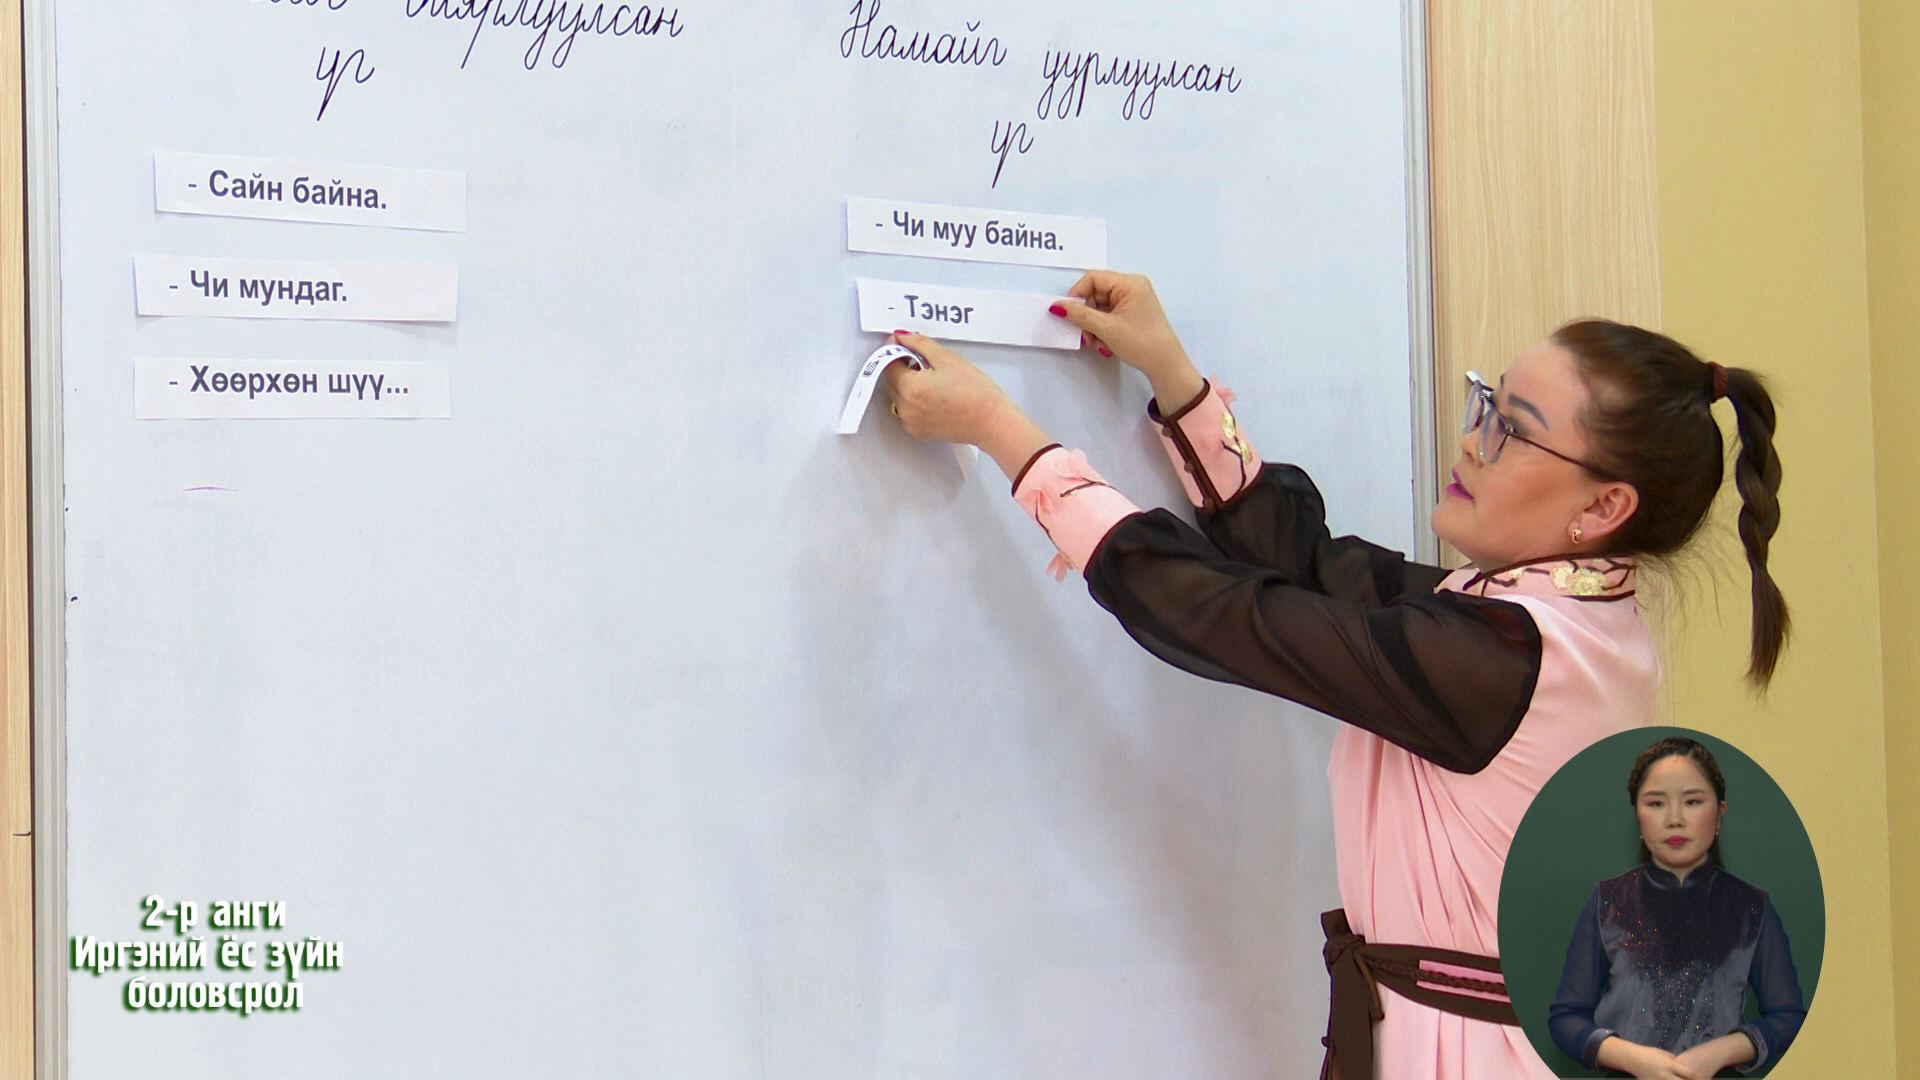 баярлуулсан
үг
Намайг уурлуулсан
үг
- Сайн байна.
- Чи мундаг.
- Хөөрхөн шүү...
- Чи муу байна.
- Тэнэг
2-р анги
Иргэний ёс зүйн
боловсрол